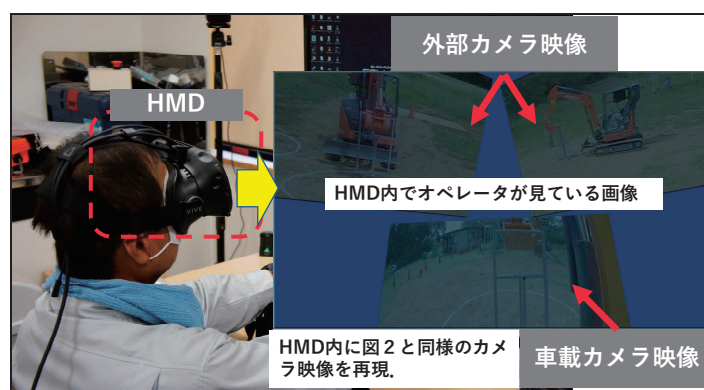 外部カメラ映像
HMD
VIVE
HMD内でオペレータが見ている画像
HMD内に図２と同様のカメ
ラ映像を再現.
車載カメラ映像